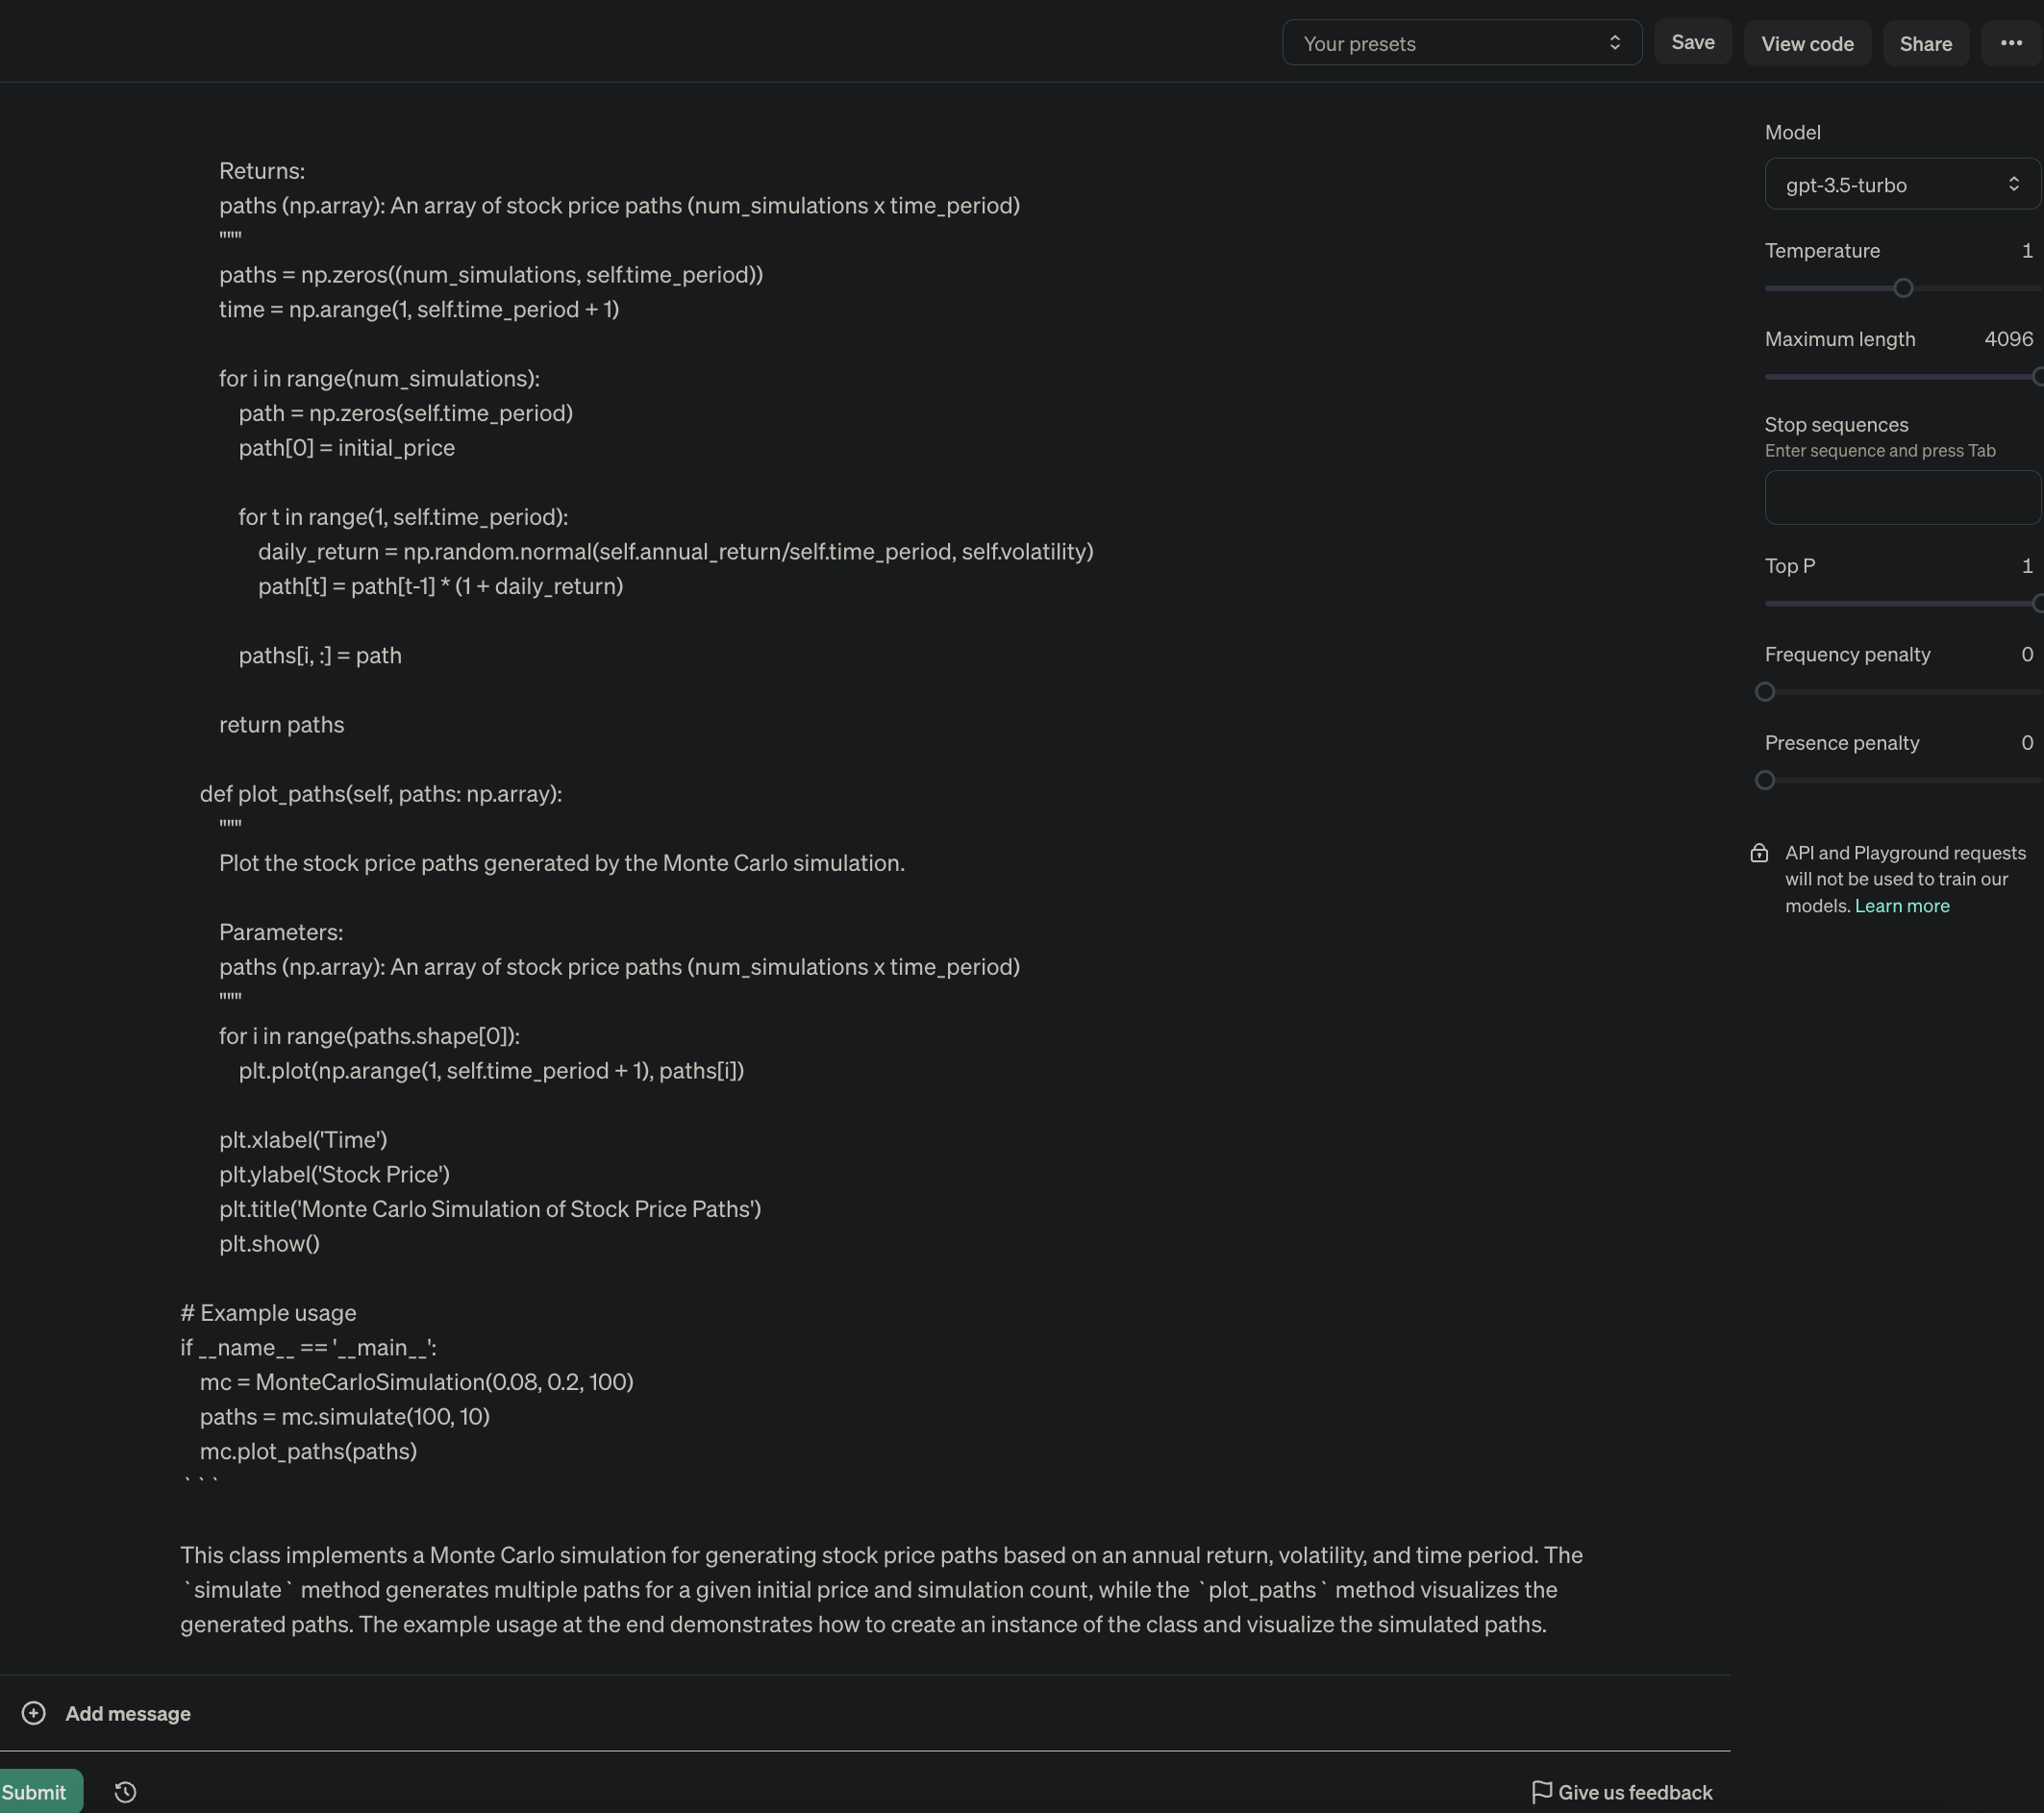 Your presets
Save
View code
Share
Returns:
paths (np.array): An array of stock price paths (num_simulations x time_period)
"""
paths = np.zeros((num_simulations, self.time_period))
time = np.arange(1, self.time_period + 1)
for i in range(num_simulations):
path = np.zeros(self.time_period)
path[0] = initial_price
for t in range(1, self.time_period):
daily_return = np.random.normal(self.annual_return/self.time_period, self.volatility)
path[t] = path[t-1] * (1 + daily_return)
paths[i, :] = path
return paths
def plot_paths(self, paths: np.array):
"""
Plot the stock price paths generated by the Monte Carlo simulation.
Parameters:
paths (np.array): An array of stock price paths (num_simulations x time_period)
"""
for i in range(paths.shape[0]):
plt.plot(np.arange(1, self.time_period + 1), paths[i])
plt.xlabel('Time')
plt.ylabel('Stock Price')
plt.title('Monte Carlo Simulation of Stock Price Paths')
plt.show()
# Example usage
if __name__ == '__main__':
mc = MonteCarloSimulation(0.08, 0.2, 100)
paths = mc.simulate(100, 10)
mc.plot_paths(paths)
```
This class implements a Monte Carlo simulation for generating stock price paths based on an annual return, volatility, and time period. The
`simulate` method generates multiple paths for a given initial price and simulation count, while the `plot_paths` method visualizes the
generated paths. The example usage at the end demonstrates how to create an instance of the class and visualize the simulated paths.
Add message
Submit
Give us feedback
Model
gpt-3.5-turbo
Temperature 1
Maximum length 4096
Stop sequences
Enter sequence and press Tab
Top P 1
Frequency penalty 0
Presence penalty 0
API and Playground requests
will not be used to train our
models. Learn more